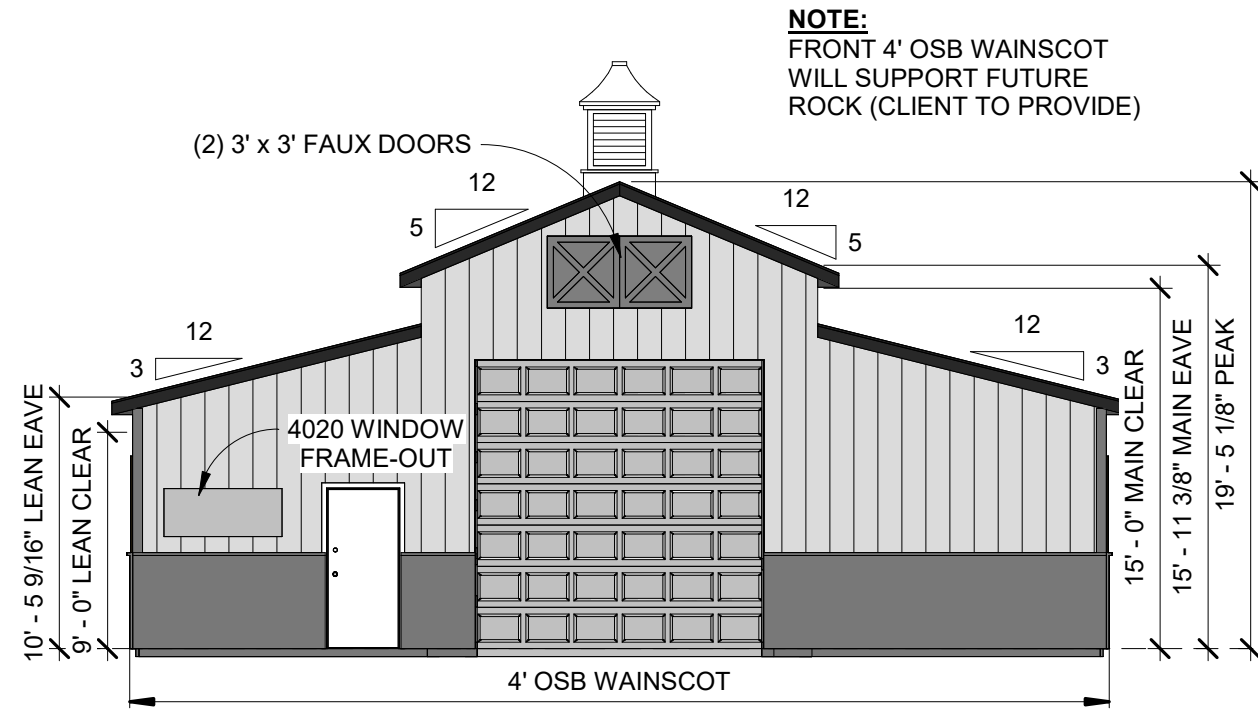 NOTE:
FRONT 4' OSB WAINSCOT
WILL SUPPORT FUTURE
ROCK (CLIENT TO PROVIDE)
(2) 3' x 3' FAUX DOORS
12
5
12
5
12
3
12
3
4020 WINDOW
FRAME-OUT
10' - 5 9/16" LEAN EAVE
9' - 0" LEAN CLEAR
15' - 0" MAIN CLEAR
15' - 11 3/8" MAIN EAVE
19' - 5 1/8" PEAK
4' OSB WAINSCOT